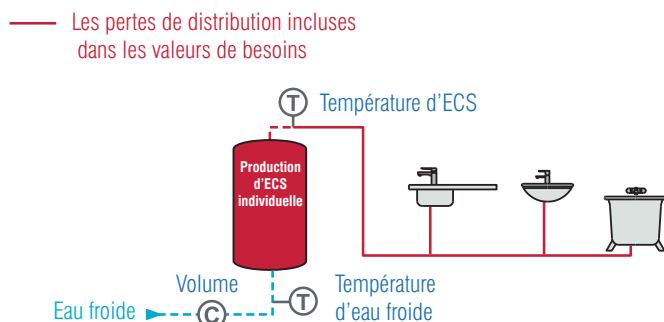 Les pertes de distribution incluses
dans les valeurs de besoins
T
Température d’ECS
Production
d’ECS
individuelle
Volume
Température
d’eau froide
T
Eau froide
C